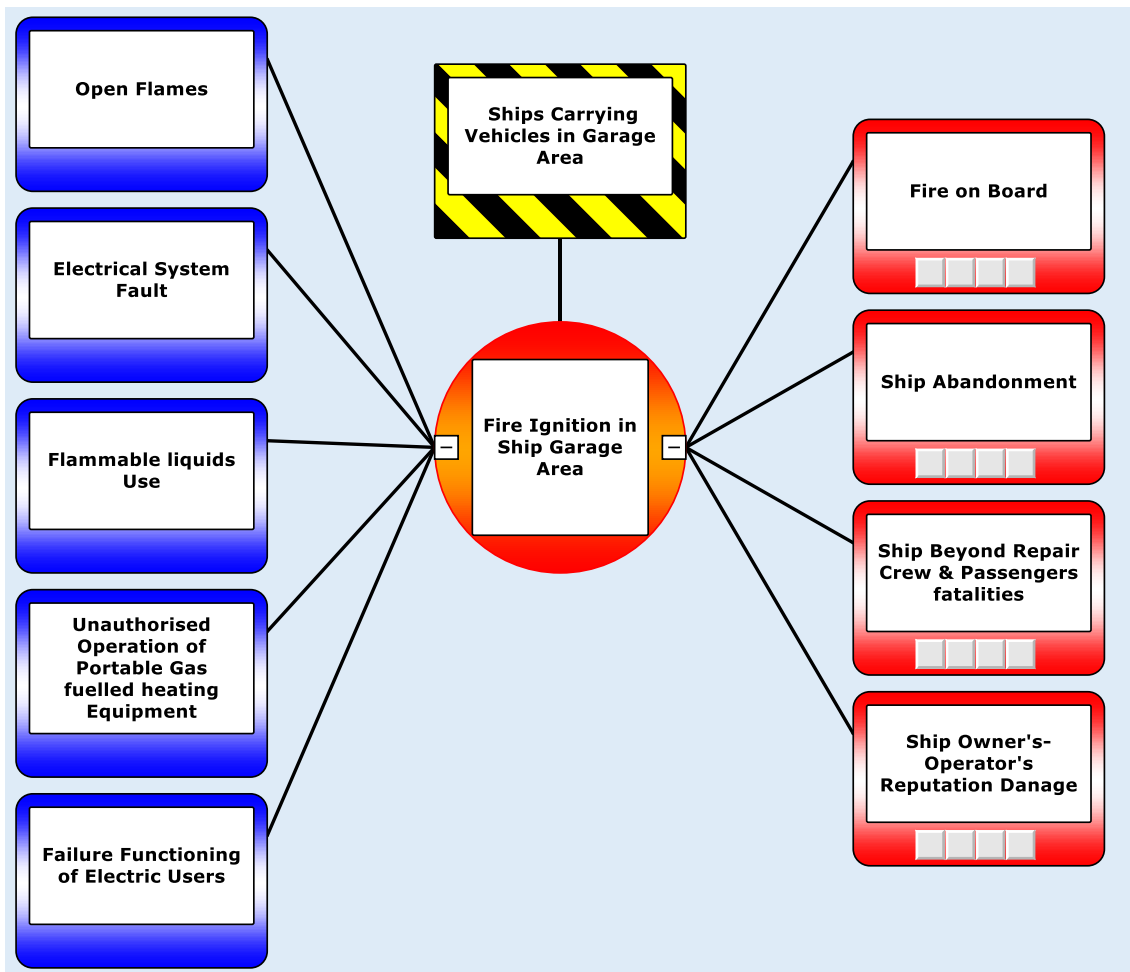 Open Flames
Electrical System
Fault
Flammable liquids
Use
Unauthorised
Operation of
Portable Gas
fuelled heating
Equipment
Failure Functioning
of Electric Users
Ships Carrying
Vehicles in Garage
Area
Fire Ignition in
Ship Garage
Area
Fire on Board
Ship Abandonment
Ship Beyond Repair
Crew & Passengers
fatalities
Ship Owner's-
Operator's
Reputation Danage